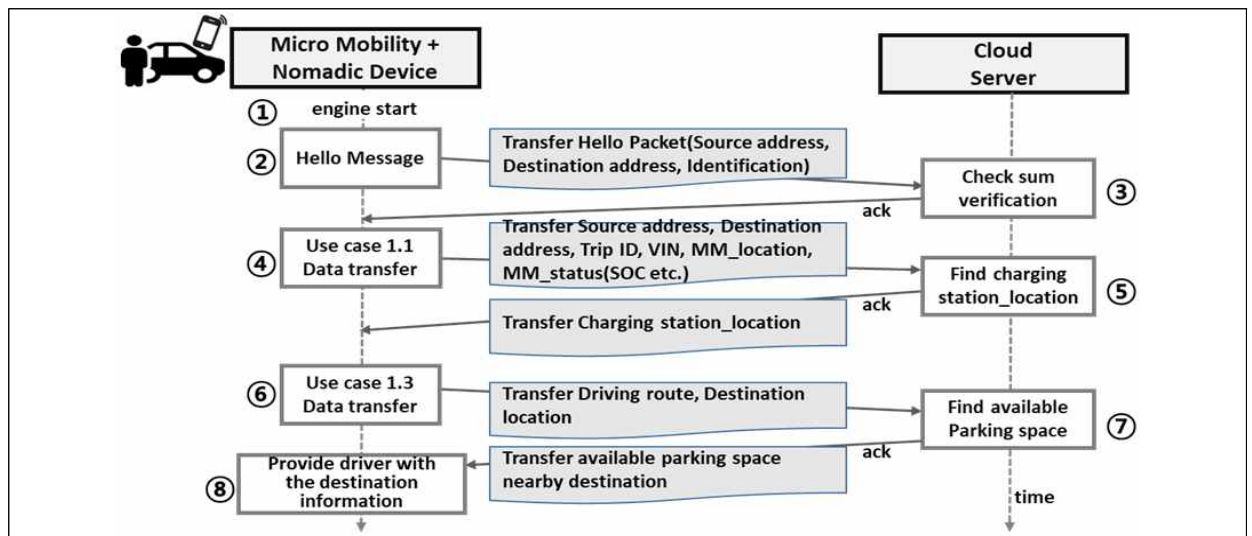 Micro Mobility +
Nomadic Device
Cloud
Server
① engine start
② Hello Message
Transfer Hello Packet(Source address,
Destination address, Identification)
Check sum
verification
③
ack
④ Use case 1.1
Data transfer
Transfer Source address, Destination
address, Trip ID, VIN, MM_location,
MM_status(SOC etc.)
Find charging
station_location
⑤
ack
Transfer Charging station_location
⑥ Use case 1.3
Data transfer
Transfer Driving route, Destination
location
Find available
Parking space
⑦
ack
Transfer available parking space
nearby destination
⑧ Provide driver with
the destination
information
time